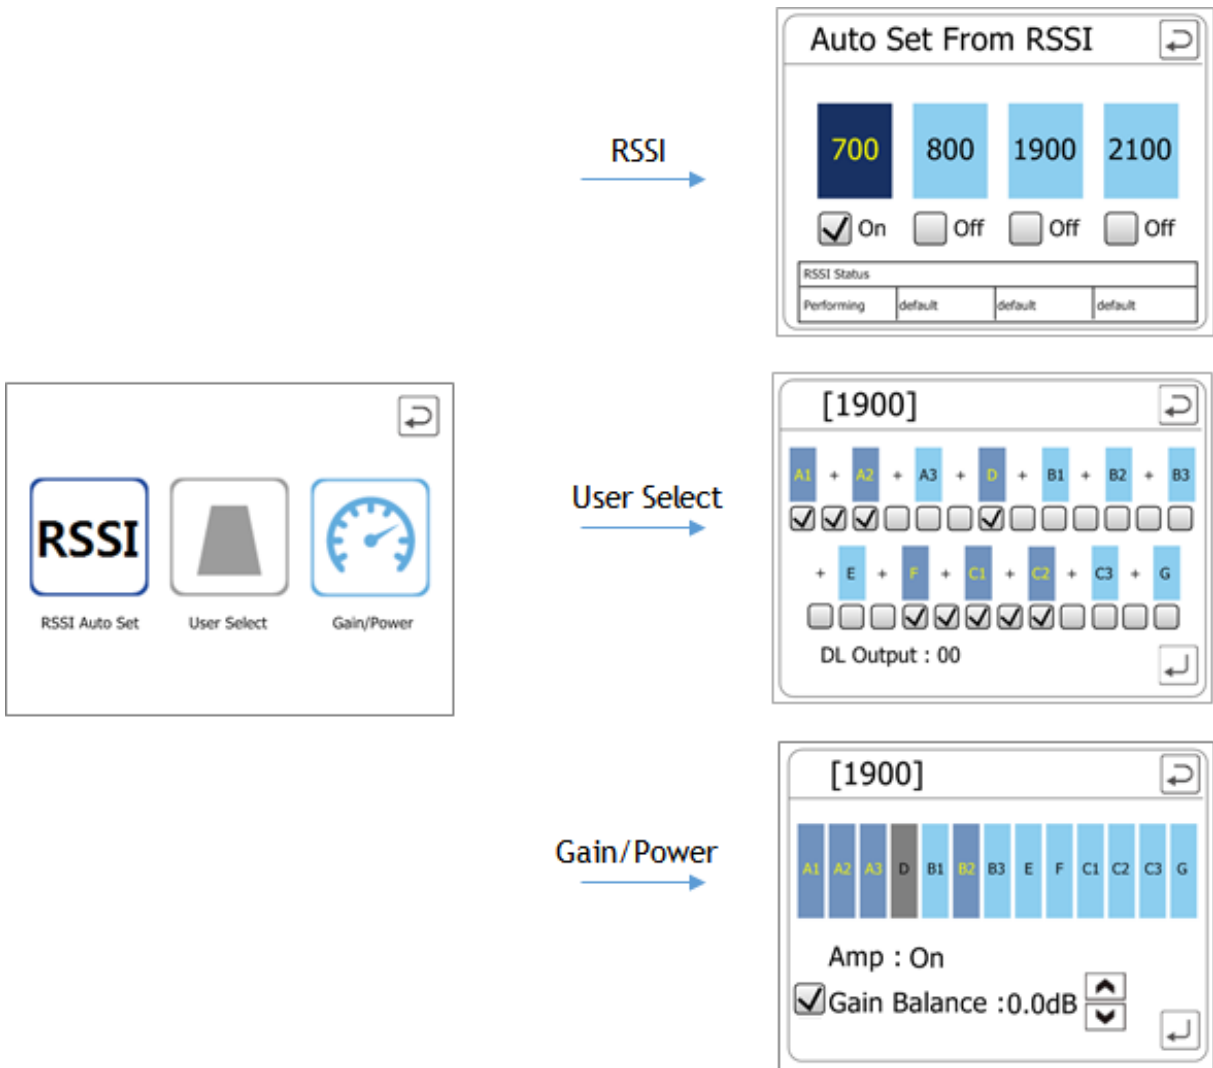 Auto Set From RSSI
RSSI
700 800 1900 2100
On Off Off Off
RSSI Status
Performing default default default
RSSI
RSSI Auto Set User Select Gain/Power
User Select
[1900]
A1 + A2 + A3 + D + B1 + B2 + B3
+ E + F + C1 + C2 + C3 + G
DL Output : 00
Gain/Power
[1900]
A1 A2 A3 D B1 B2 B3 E F C1 C2 C3 G
Amp : On
Gain Balance :0.0dB